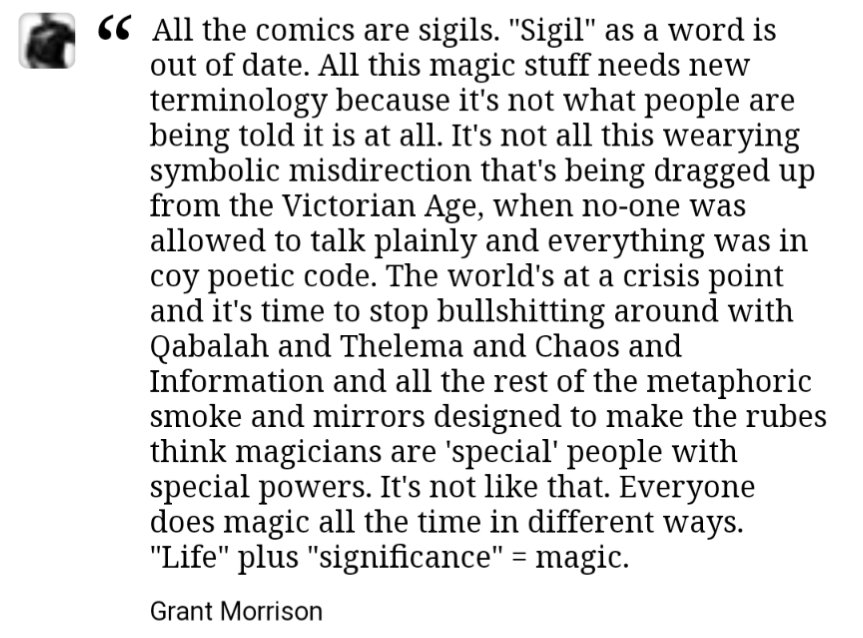 “ All the comics are sigils. "Sigil" as a word is
out of date. All this magic stuff needs new
terminology because it's not what people are
being told it is at all. It's not all this wearying
symbolic misdirection that's being dragged up
from the Victorian Age, when no-one was
allowed to talk plainly and everything was in
coy poetic code. The world's at a crisis point
and it's time to stop bullshitting around with
Qabalah and Thelema and Chaos and
Information and all the rest of the metaphoric
smoke and mirrors designed to make the rubes
think magicians are 'special' people with
special powers. It's not like that. Everyone
does magic all the time in different ways.
"Life" plus "significance" = magic.
Grant Morrison